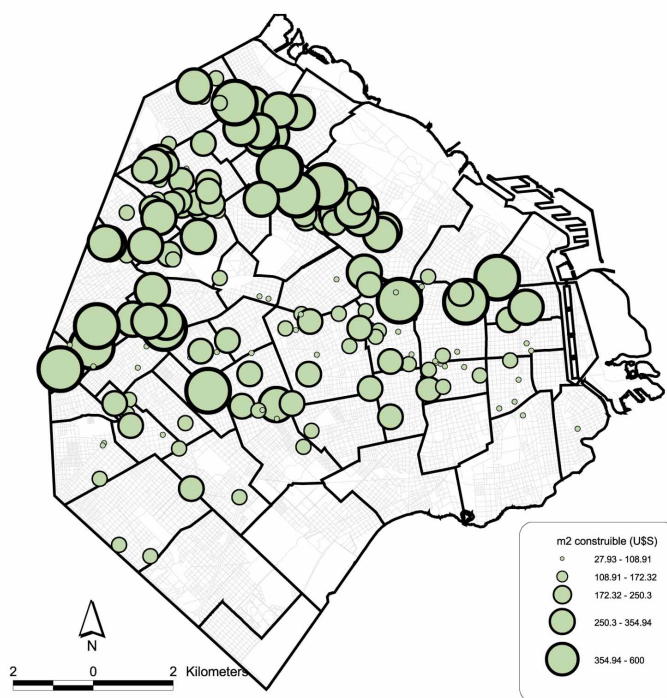 m2 construible (U$S)
27.93 - 108.91
108.91 - 172.32
172.32 - 250.3
250.3 - 354.94
354.94 - 600
N
2 0 2 Kilometers